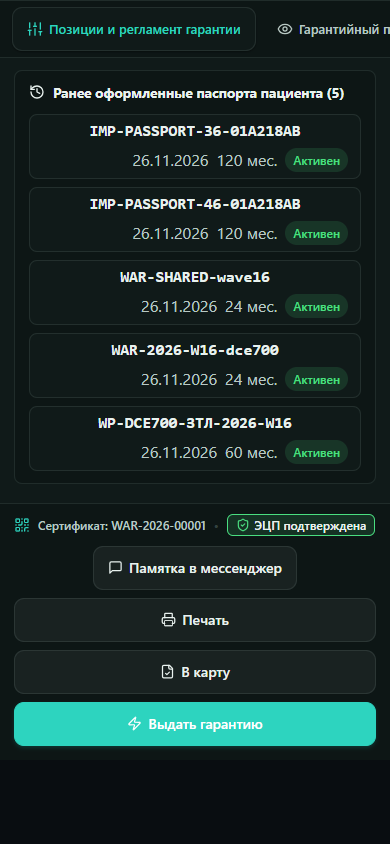 Позиции и регламент гарантии
Гарантийный п
Ранее оформленные паспорта пациента (5)
IMP-PASSPORT-36-01A218AB
26.11.2026 120 мес. Активен
IMP-PASSPORT-46-01A218AB
26.11.2026 120 мес. Активен
WAR-SHARED-wave16
26.11.2026 24 мес. Активен
WAR-2026-W16-dce700
26.11.2026 24 мес. Активен
WP-DCE700-ЗТЛ-2026-W16
26.11.2026 60 мес. Активен
Сертификат: WAR-2026-00001 • ЭЦП подтверждена
Памятка в мессенджер
Печать
В карту
Выдать гарантию